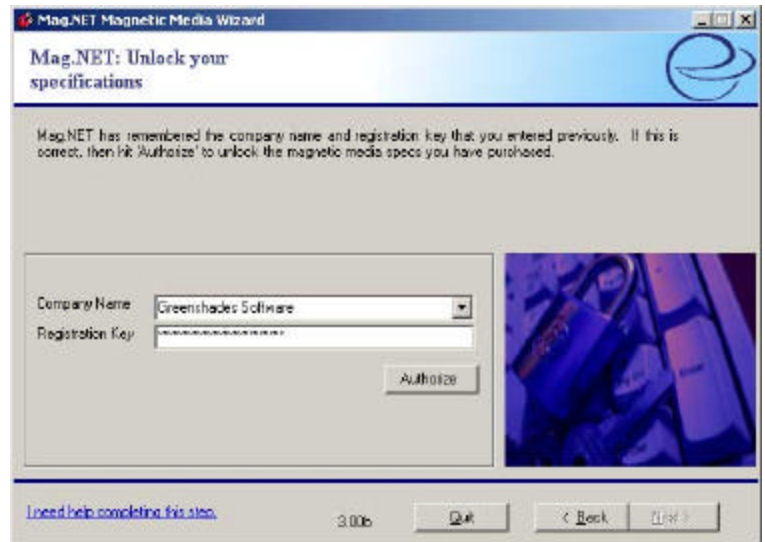 Mag.NET Magnetic Media Wizard
Mag.NET: Unlock your
specifications
Mag.NET has remembered the company name and registration key that you entered previously. If this is
correct, then hit 'Authorize' to unlock the magnetic media specs you have purchased.
Company Name
Greenshades Software
Registration Key
Authorize
I need help completing this step.
3.00b
Quit
< Back
Next >